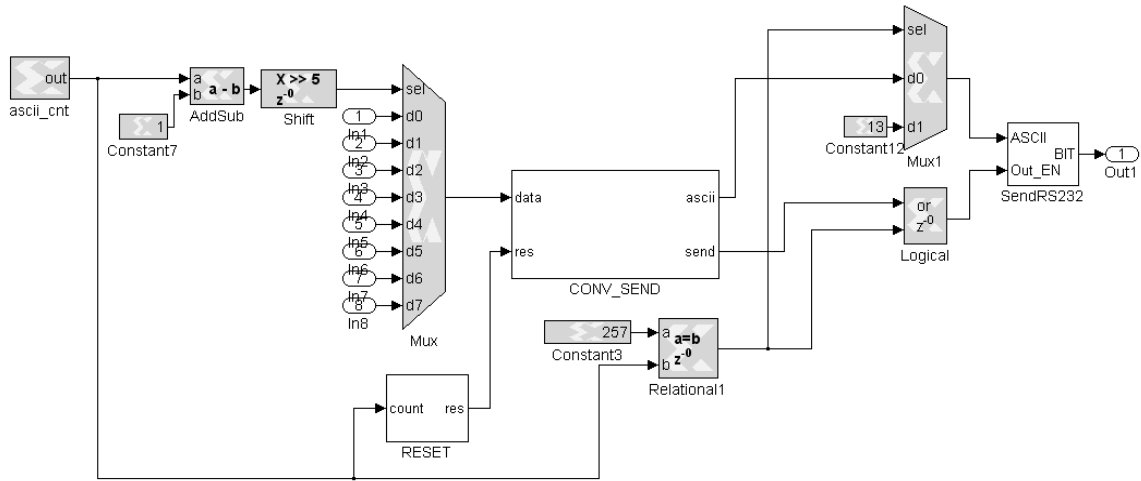 out
ascii_cnt
1
Constant7
a
b
a - b
AddSub
X >> 5
z-0
Shift
sel
d0
d1
d2
d3
d4
d5
d6
d7
Mux
1
In1
2
In2
3
In3
4
In4
5
In5
6
In6
7
In7
8
In8
count
res
RESET
data
res
ascii
send
CONV_SEND
257
Constant3
a
b
a=b
z-0
Relational1
sel
d0
d1
Mux1
13
Constant12
or
z-0
Logical
ASCII
BIT
Out_EN
SendRS232
1
Out1